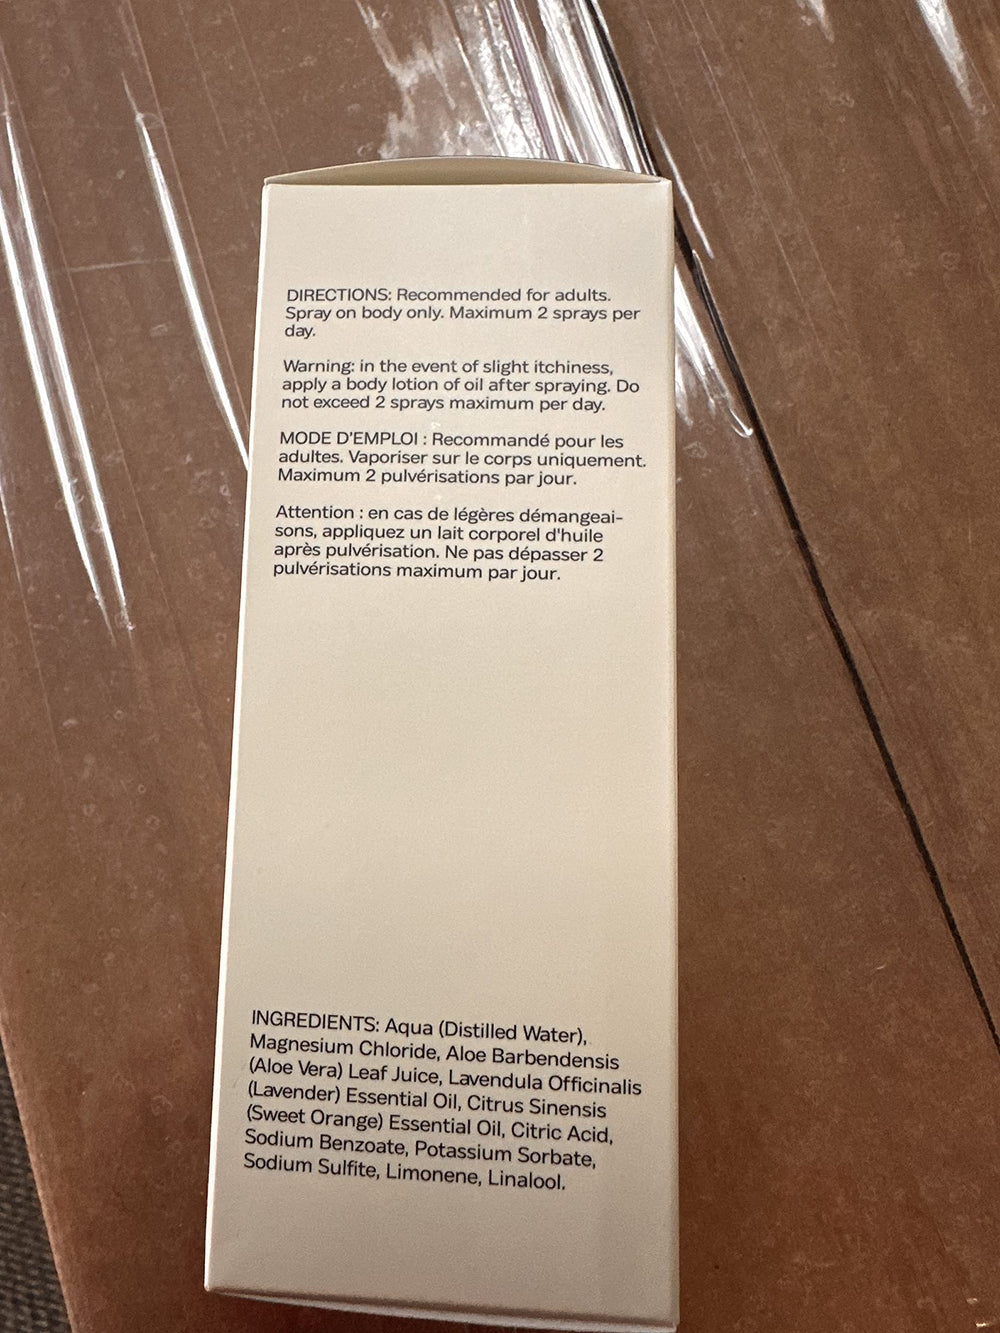 DIRECTIONS: Recommended for adults.
Spray on body only. Maximum 2 sprays per
day.
Warning: in the event of slight itchiness,
apply a body lotion of oil after spraying. Do
not exceed 2 sprays maximum per day.
MODE D'EMPLOI : Recommandé pour les
adultes. Vaporiser sur le corps uniquement.
Maximum 2 pulvérisations par jour.
Attention : en cas de légères démangeai-
sons, appliquez un lait corporel d'huile
après pulvérisation. Ne pas dépasser 2
pulvérisations maximum par jour.
INGREDIENTS: Aqua (Distilled Water),
Magnesium Chloride, Aloe Barbendensis
(Aloe Vera) Leaf Juice, Lavendula Officinalis
(Lavender) Essential Oil, Citrus Sinensis
(Sweet Orange) Essential Oil, Citric Acid,
Sodium Benzoate, Potassium Sorbate,
Sodium Sulfite, Limonene, Linalool.